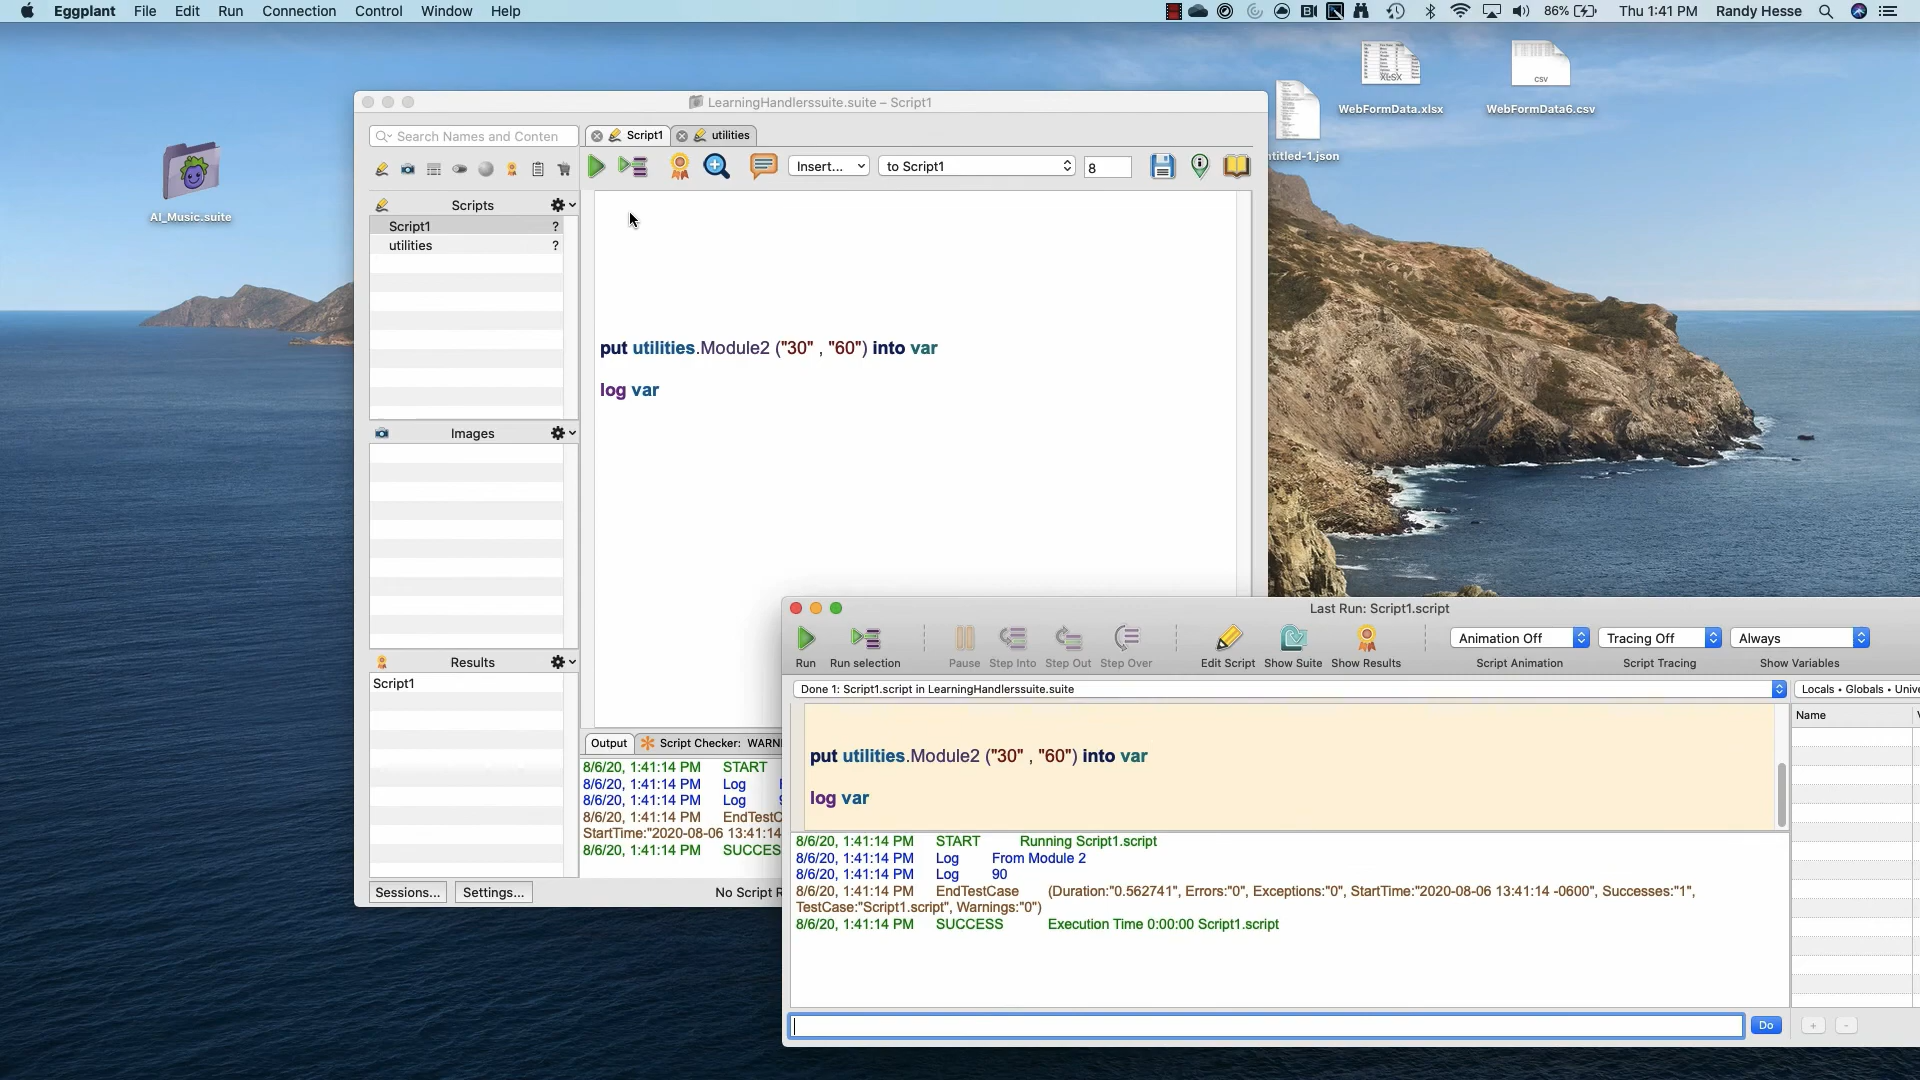 Eggplant File Edit Run Connection Control Window Help 86% Thu 1:41 PM Randy Hesse
AI_Music.suite
XLSX
WebFormData.xlsx
csv
WebFormData6.csv
ntitled-1.json
LearningHandlerssuite.suite – Script1
Search Names and Conten
Script1 utilities
Insert... to Script1 8
Scripts
Script1 ?
utilities ?
put utilities.Module2 ("30" , "60") into var
log var
Images
Results
Script1
Output Script Checker: WARN
8/6/20, 1:41:14 PM START
8/6/20, 1:41:14 PM Log
8/6/20, 1:41:14 PM Log
8/6/20, 1:41:14 PM EndTestC
StartTime:"2020-08-06 13:41:14
8/6/20, 1:41:14 PM SUCCES
Sessions... Settings... No Script R
Last Run: Script1.script
Run Run selection Pause Step Into Step Out Step Over Edit Script Show Suite Show Results
Animation Off Tracing Off Always
Script Animation Script Tracing Show Variables
Done 1: Script1.script in LearningHandlerssuite.suite
Locals • Globals • Unive
Name
put utilities.Module2 ("30" , "60") into var
log var
8/6/20, 1:41:14 PM START Running Script1.script
8/6/20, 1:41:14 PM Log From Module 2
8/6/20, 1:41:14 PM Log 90
8/6/20, 1:41:14 PM EndTestCase (Duration:"0.562741", Errors:"0", Exceptions:"0", StartTime:"2020-08-06 13:41:14 -0600", Successes:"1",
TestCase:"Script1.script", Warnings:"0")
8/6/20, 1:41:14 PM SUCCESS Execution Time 0:00:00 Script1.script
Do + -